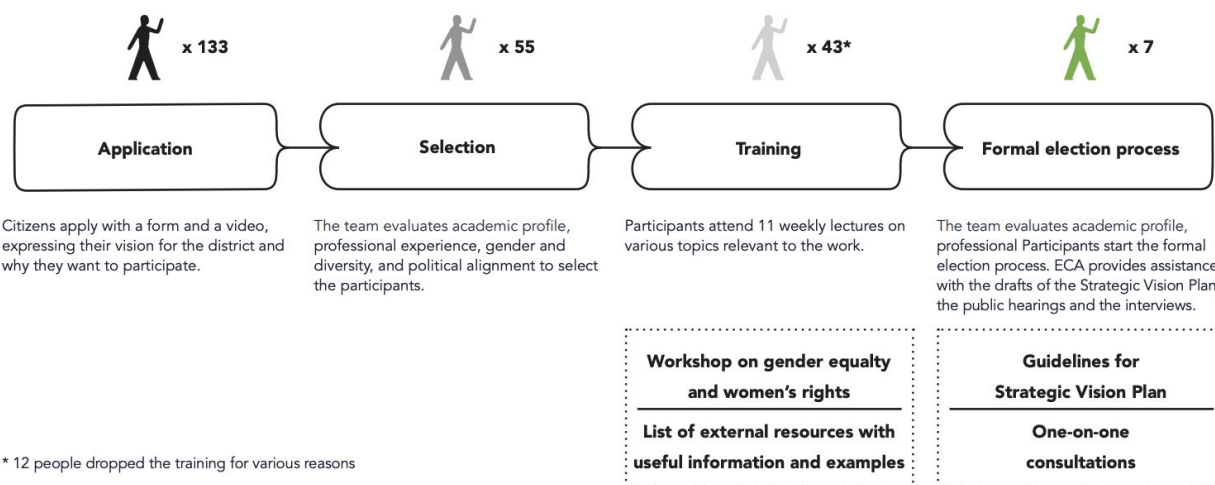 x 133
x 55
x 43*
x 7
Application
Selection
Training
Formal election process
Citizens apply with a form and a video,
expressing their vision for the district and
why they want to participate.
The team evaluates academic profile,
professional experience, gender and
diversity, and political alignment to select
the participants.
Participants attend 11 weekly lectures on
various topics relevant to the work.
The team evaluates academic profile,
professional Participants start the formal
election process. ECA provides assistance
with the drafts of the Strategic Vision Plan
the public hearings and the interviews.
Workshop on gender equalty
and women's rights
List of external resources with
useful information and examples
Guidelines for
Strategic Vision Plan
One-on-one
consultations
* 12 people dropped the training for various reasons